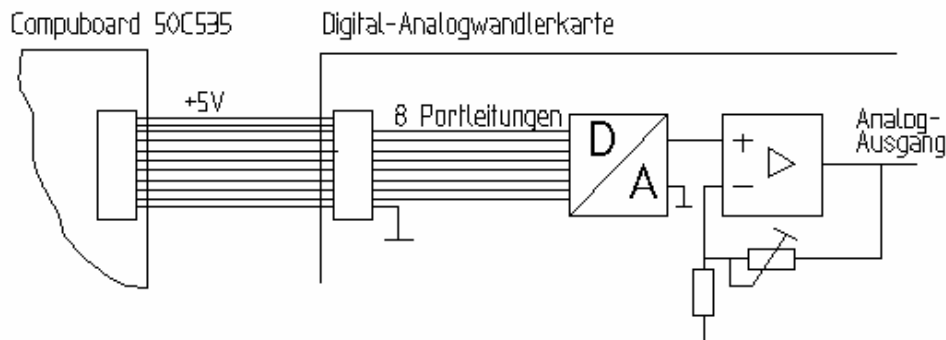 Compuboard 50C535
Digital-Analogwandlerkarte
+5V
8 Portleitungen
D
A
+
−
Analog-
Ausgang